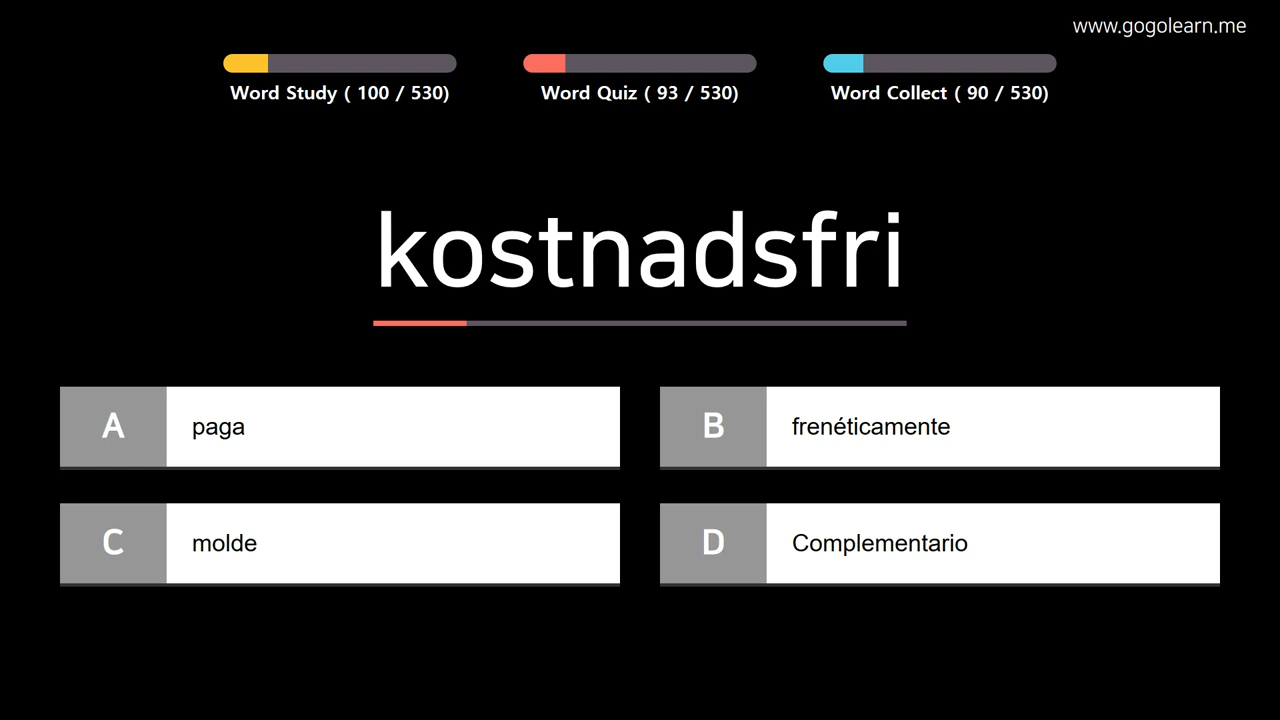 www.gogolearn.me
Word Study ( 100 / 530)
Word Quiz ( 93 / 530)
Word Collect ( 90 / 530)
kostnadsfri
A
paga
B
frenéticamente
C
molde
D
Complementario